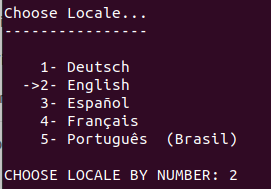 Choose Locale...
----------------
1- Deutsch
->2- English
3- Español
4- Français
5- Português (Brasil)
CHOOSE LOCALE BY NUMBER: 2